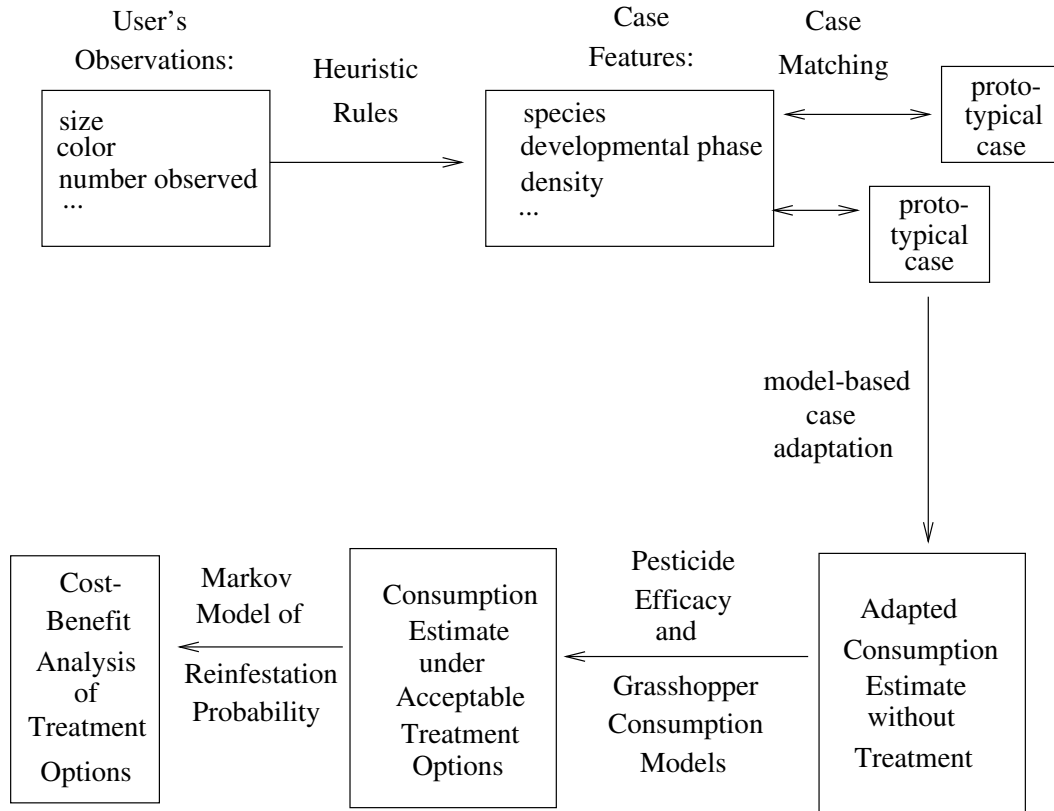 User's
Observations:
size
color
number observed
...
Heuristic
Rules
Case
Features:
species
developmental phase
density
...
Case
Matching
proto-
typical
case
proto-
typical
case
model-based
case
adaptation
Adapted
Consumption
Estimate
without
Treatment
Pesticide
Efficacy
and
Grasshopper
Consumption
Models
Consumption
Estimate
under
Acceptable
Treatment
Options
Markov
Model of
Reinfestation
Probability
Cost-
Benefit
Analysis
of
Treatment
Options